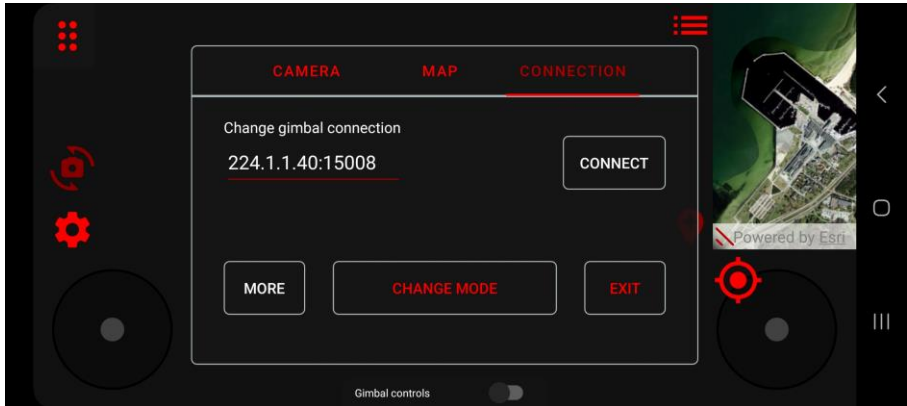 CAMERA MAP CONNECTION
Change gimbal connection
224.1.1.40:15008
CONNECT
Powered by Esri
MORE CHANGE MODE EXIT
Gimbal controls